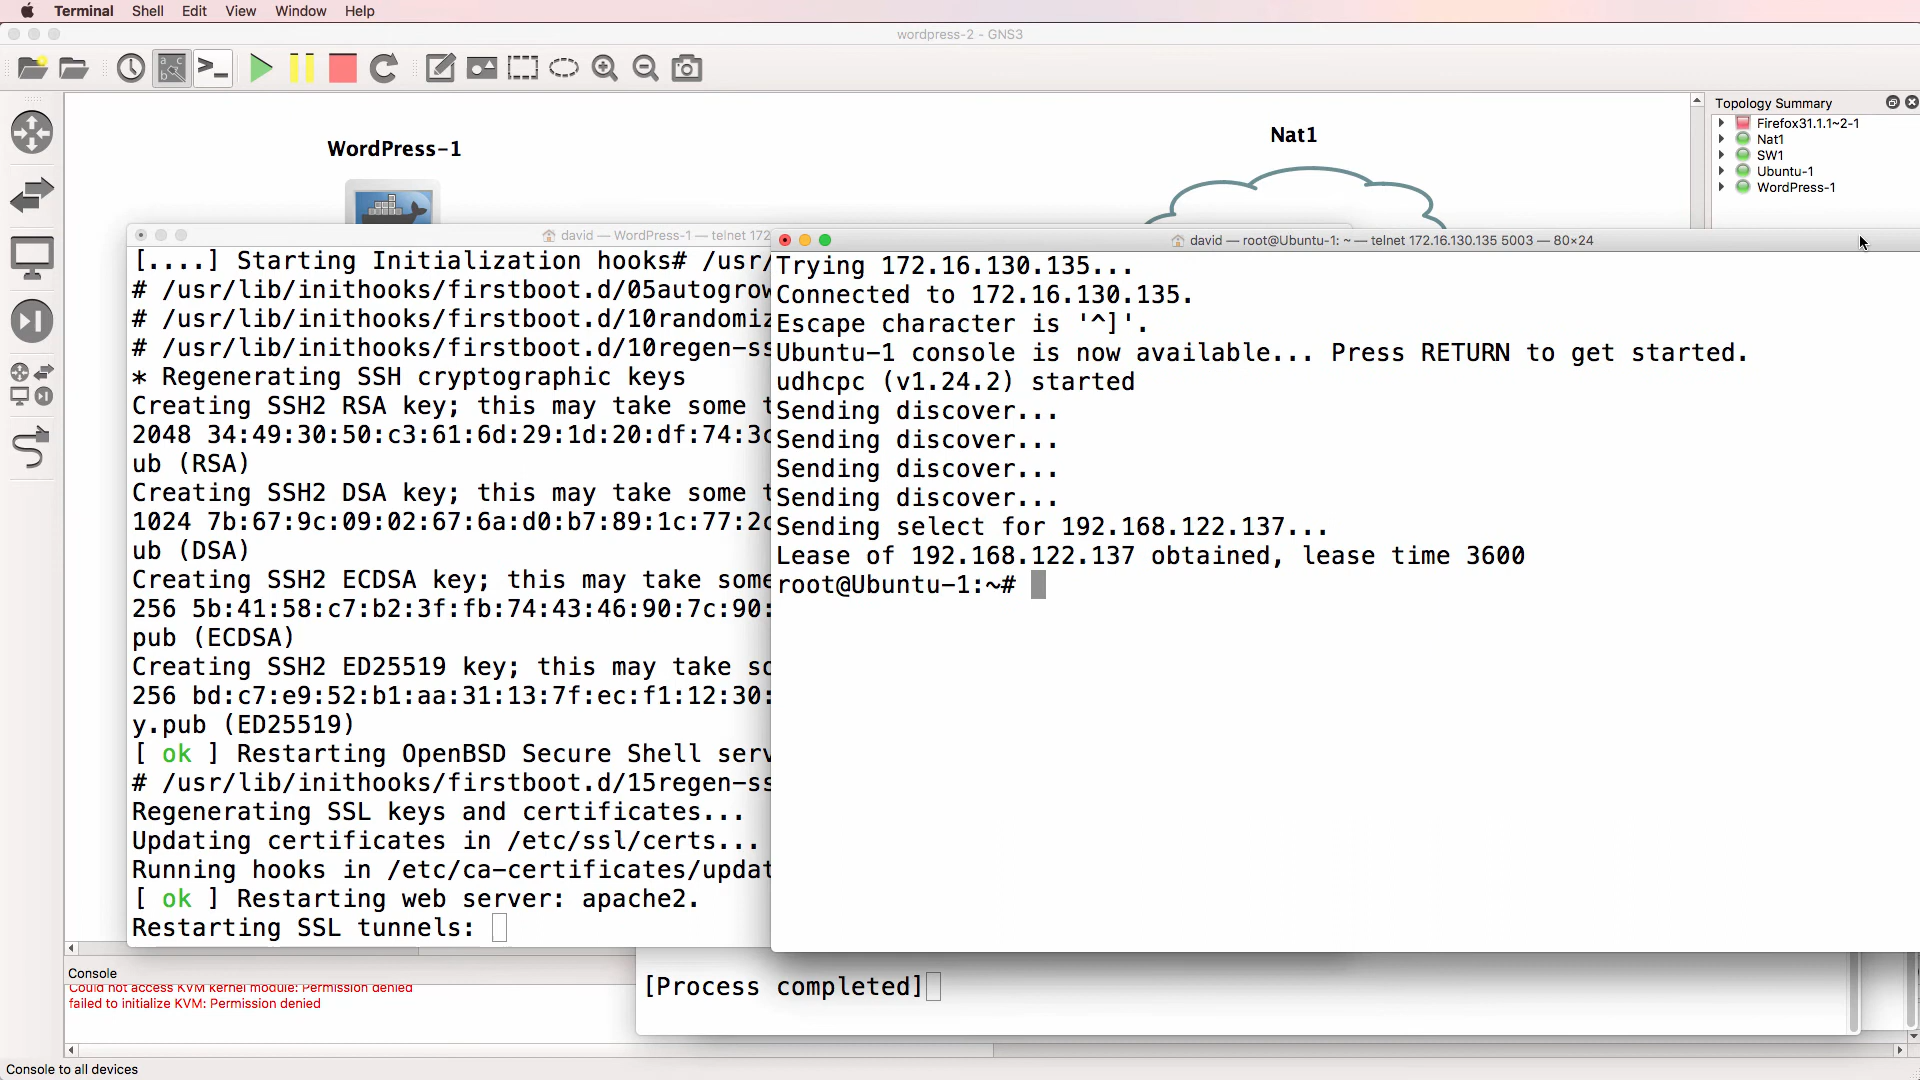 Terminal Shell Edit View Window Help
wordpress-2 - GNS3
WordPress-1
Nat1
Topology Summary
Firefox31.1.1~2-1
Nat1
SW1
Ubuntu-1
WordPress-1
david — WordPress-1 — telnet 172
[....] Starting Initialization hooks# /usr/
# /usr/lib/inithooks/firstboot.d/05autogrow
# /usr/lib/inithooks/firstboot.d/10randomiz
# /usr/lib/inithooks/firstboot.d/10regen-ss
* Regenerating SSH cryptographic keys
Creating SSH2 RSA key; this may take some t
2048 34:49:30:50:c3:61:6d:29:1d:20:df:74:3c
ub (RSA)
Creating SSH2 DSA key; this may take some t
1024 7b:67:9c:09:02:67:6a:d0:b7:89:1c:77:2c
ub (DSA)
Creating SSH2 ECDSA key; this may take some
256 5b:41:58:c7:b2:3f:fb:74:43:46:90:7c:90:
pub (ECDSA)
Creating SSH2 ED25519 key; this may take so
256 bd:c7:e9:52:b1:aa:31:13:7f:ec:f1:12:30:
y.pub (ED25519)
[ ok ] Restarting OpenBSD Secure Shell serv
# /usr/lib/inithooks/firstboot.d/15regen-ss
Regenerating SSL keys and certificates...
Updating certificates in /etc/ssl/certs...
Running hooks in /etc/ca-certificates/updat
[ ok ] Restarting web server: apache2.
Restarting SSL tunnels:
david — root@Ubuntu-1: ~ — telnet 172.16.130.135 5003 — 80×24
Trying 172.16.130.135...
Connected to 172.16.130.135.
Escape character is '^]'.
Ubuntu-1 console is now available... Press RETURN to get started.
udhcpc (v1.24.2) started
Sending discover...
Sending discover...
Sending discover...
Sending discover...
Sending select for 192.168.122.137...
Lease of 192.168.122.137 obtained, lease time 3600
root@Ubuntu-1:~#
[Process completed]
Console
Could not access KVM kernel module: Permission denied
failed to initialize KVM: Permission denied
Console to all devices